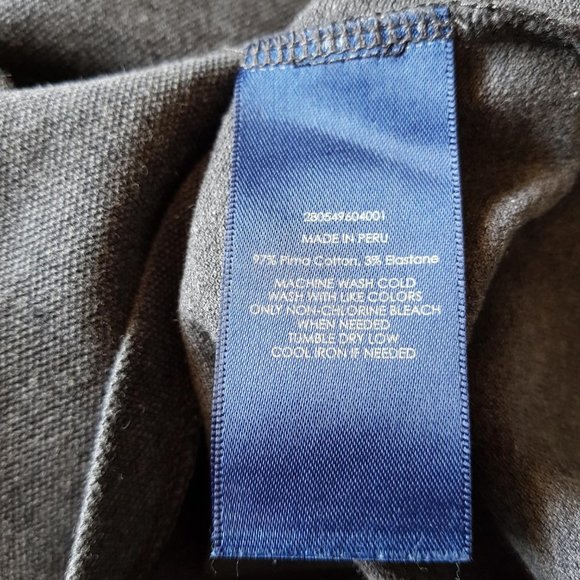 280549604001
MADE IN PERU
97% Pima Cotton, 3% Elastane
MACHINE WASH COLD
WASH WITH LIKE COLORS
ONLY NON-CHLORINE BLEACH
WHEN NEEDED
TUMBLE DRY LOW
COOL IRON IF NEEDED